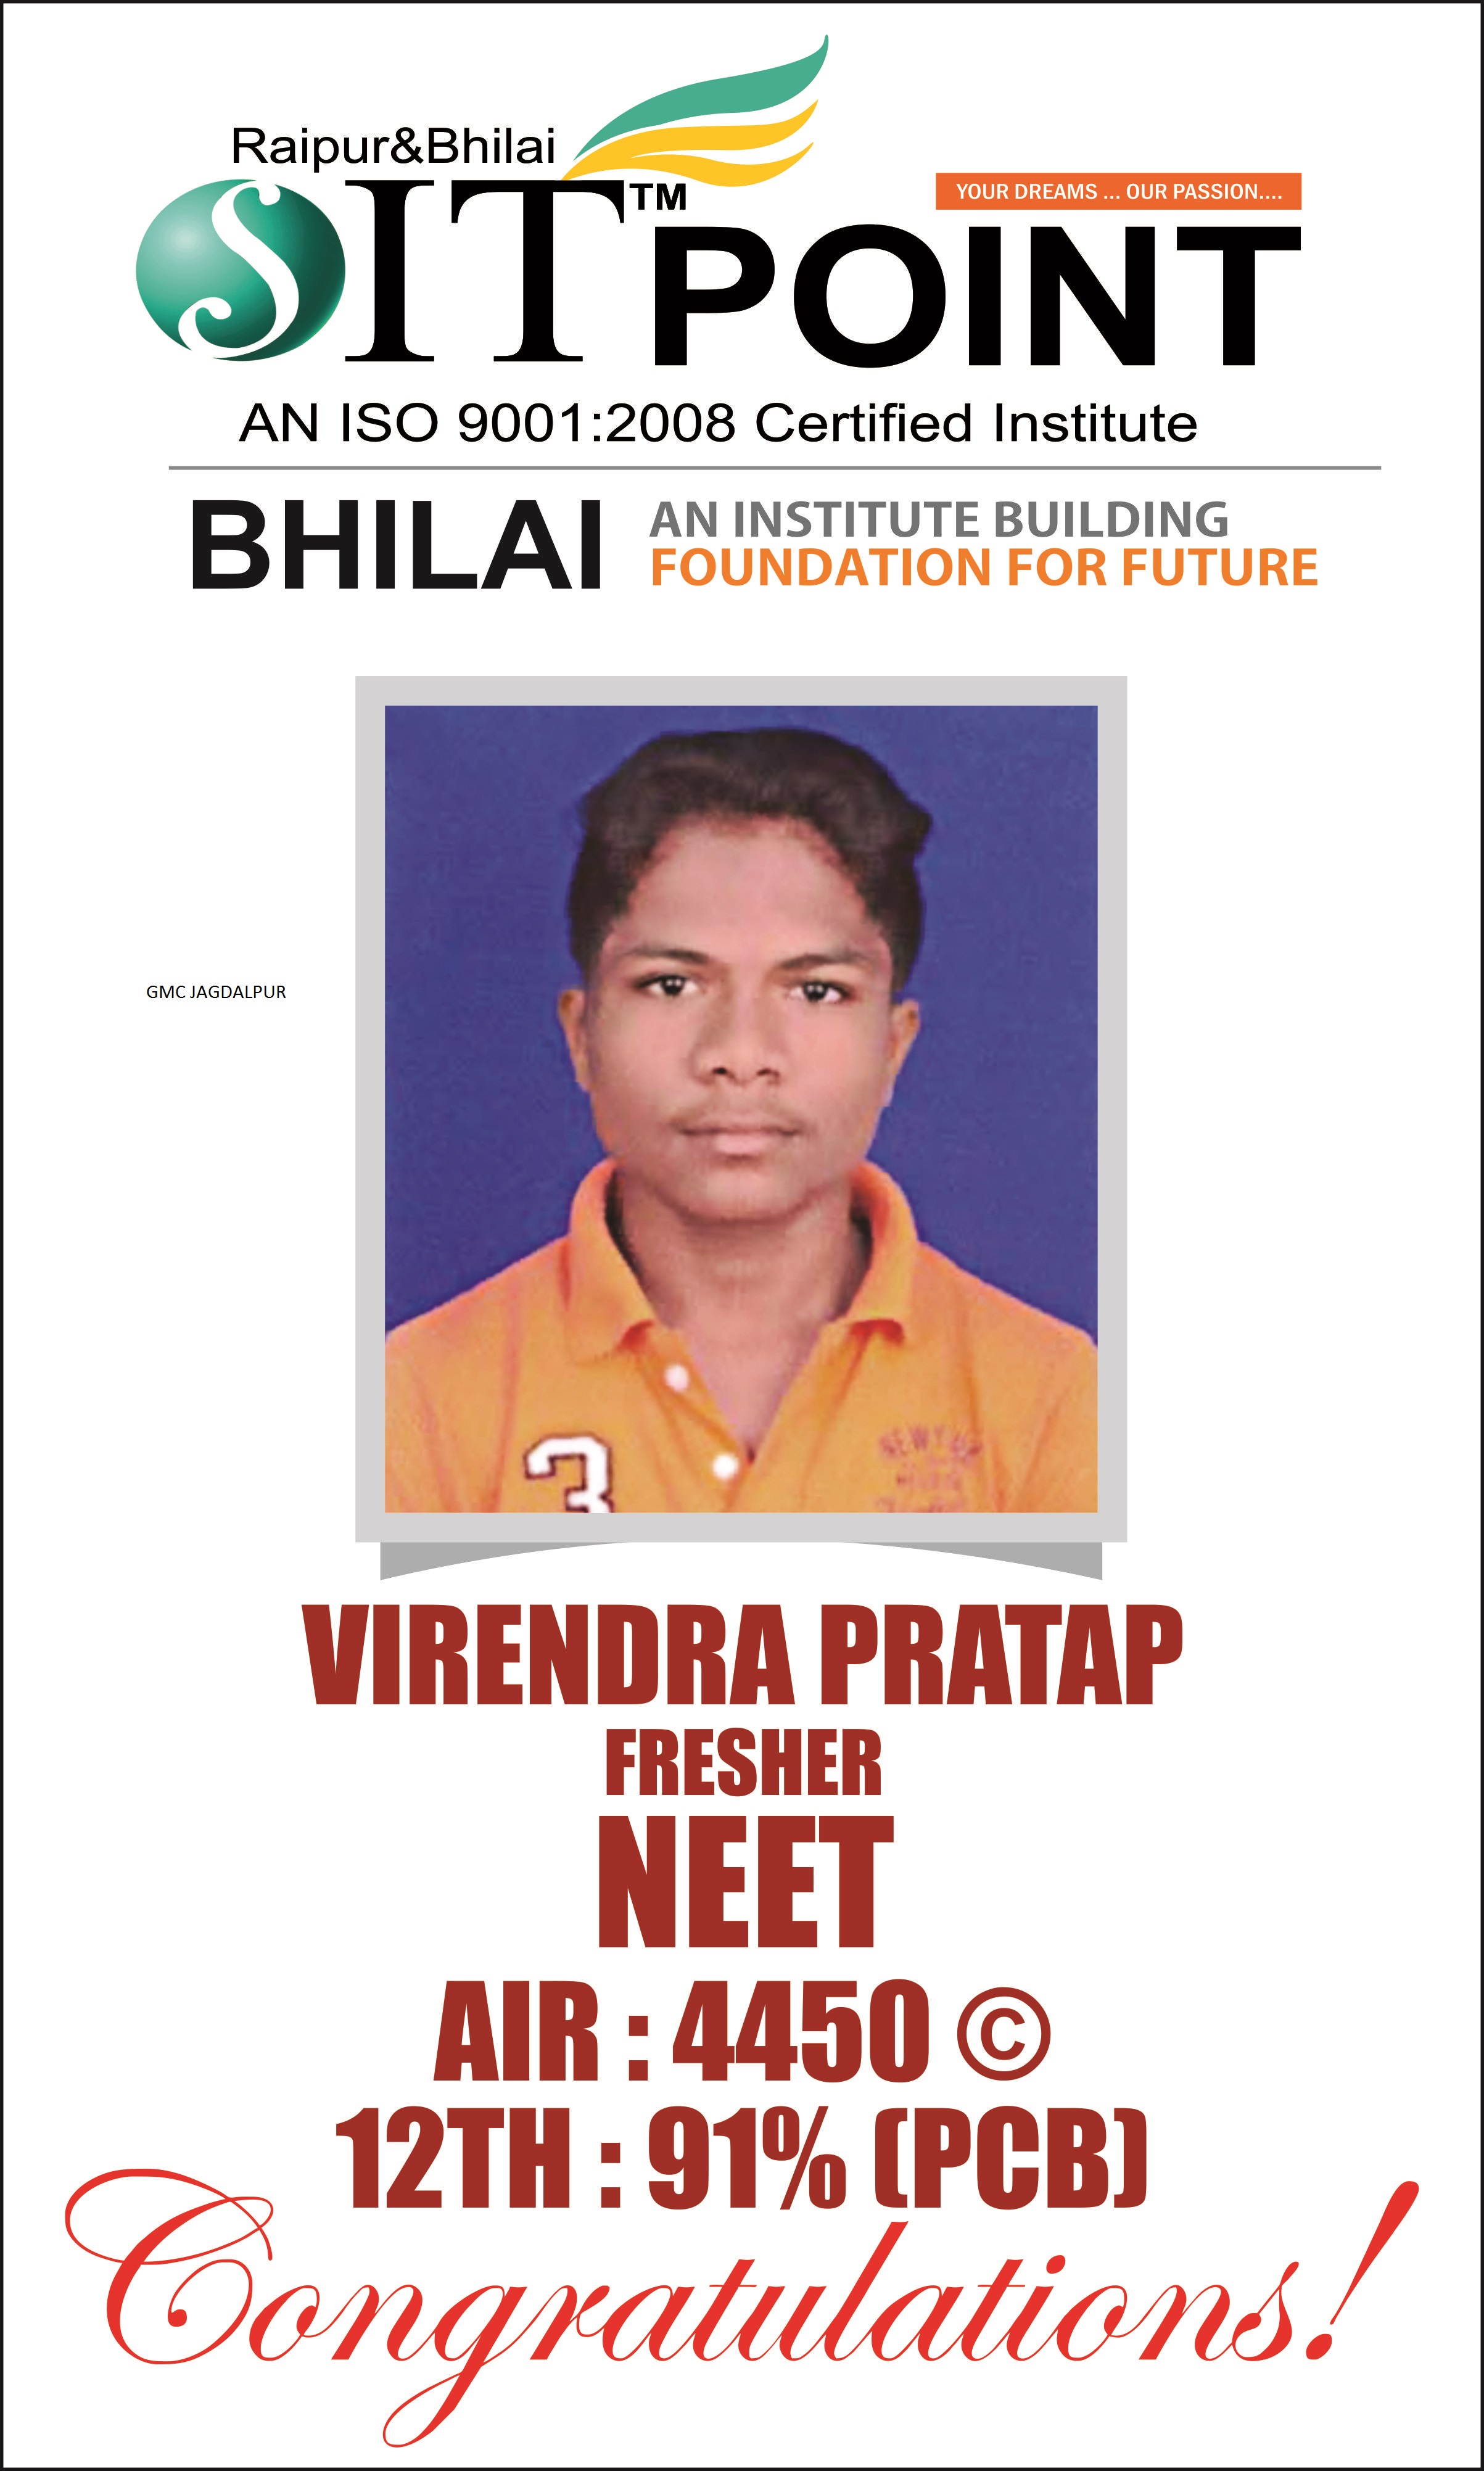 Raipur&Bhilai
SIT™ POINT
YOUR DREAMS ... OUR PASSION....
AN ISO 9001:2008 Certified Institute
BHILAI
AN INSTITUTE BUILDING
FOUNDATION FOR FUTURE
GMC JAGDALPUR
3
VIRENDRA PRATAP
FRESHER
NEET
AIR : 4450 ©
12TH : 91% (PCB)
Congratulations!